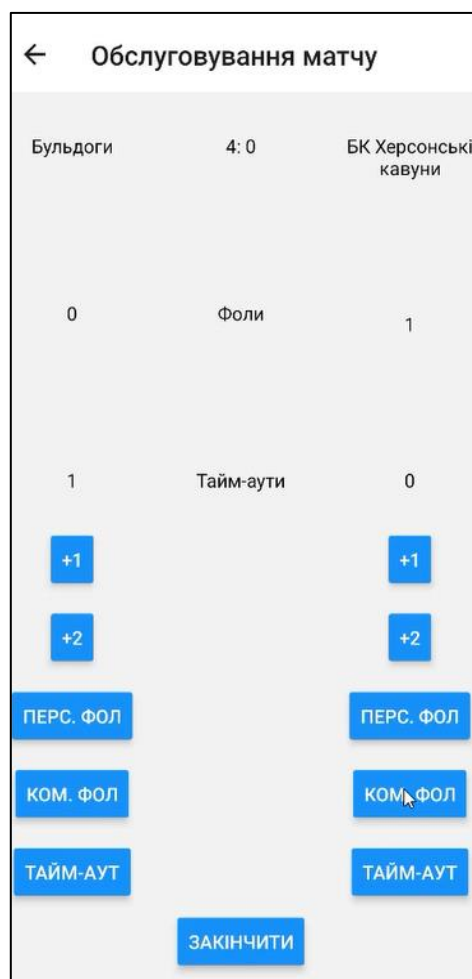 Обслуговування матчу
Бульдоги 4: 0 БК Херсонські
кавуни
0 Фоли 1
1 Тайм-аути 0
+1 +1
+2 +2
ПЕРС. ФОЛ ПЕРС. ФОЛ
КОМ. ФОЛ КОМ. ФОЛ
ТАЙМ-АУТ ТАЙМ-АУТ
ЗАКІНЧИТИ